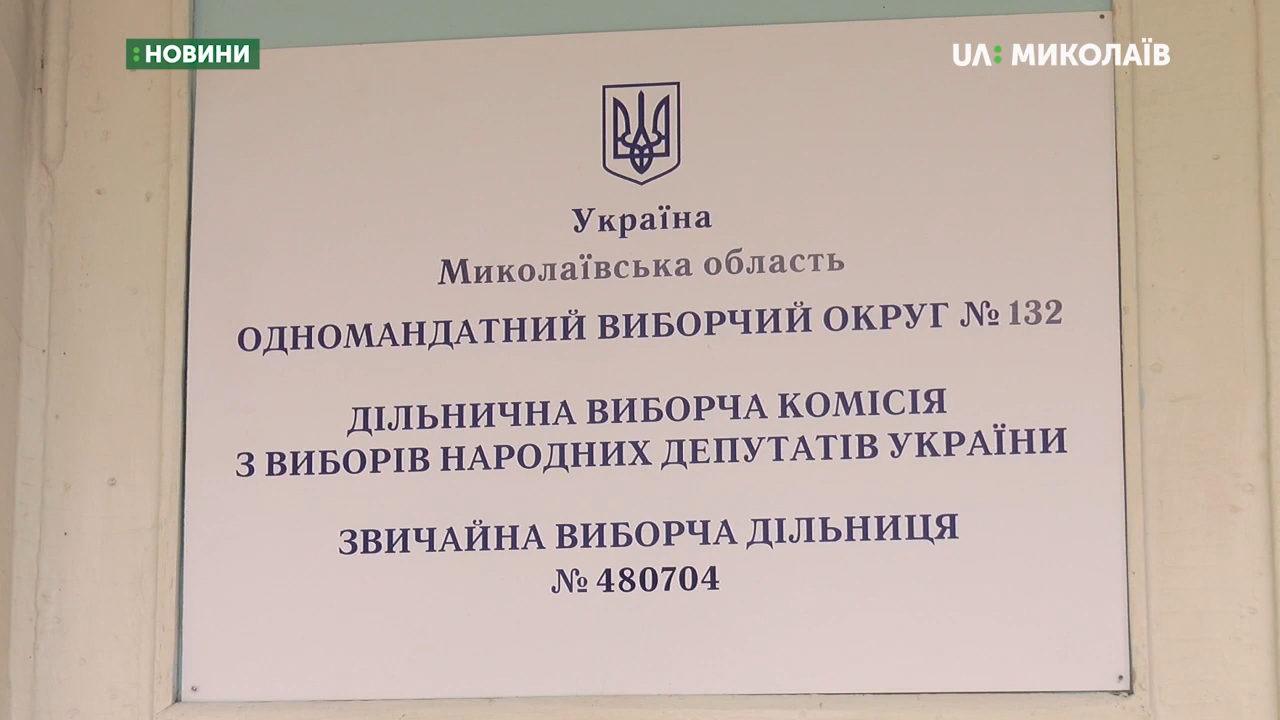 : НОВИНИ
UA: МИКОЛАЇВ
Україна
Миколаївська область
ОДНОМАНДАТНИЙ ВИБОРЧИЙ ОКРУГ № 132
ДІЛЬНИЧНА ВИБОРЧА КОМІСІЯ
З ВИБОРІВ НАРОДНИХ ДЕПУТАТІВ УКРАЇНИ
ЗВИЧАЙНА ВИБОРЧА ДІЛЬНИЦЯ
№ 480704